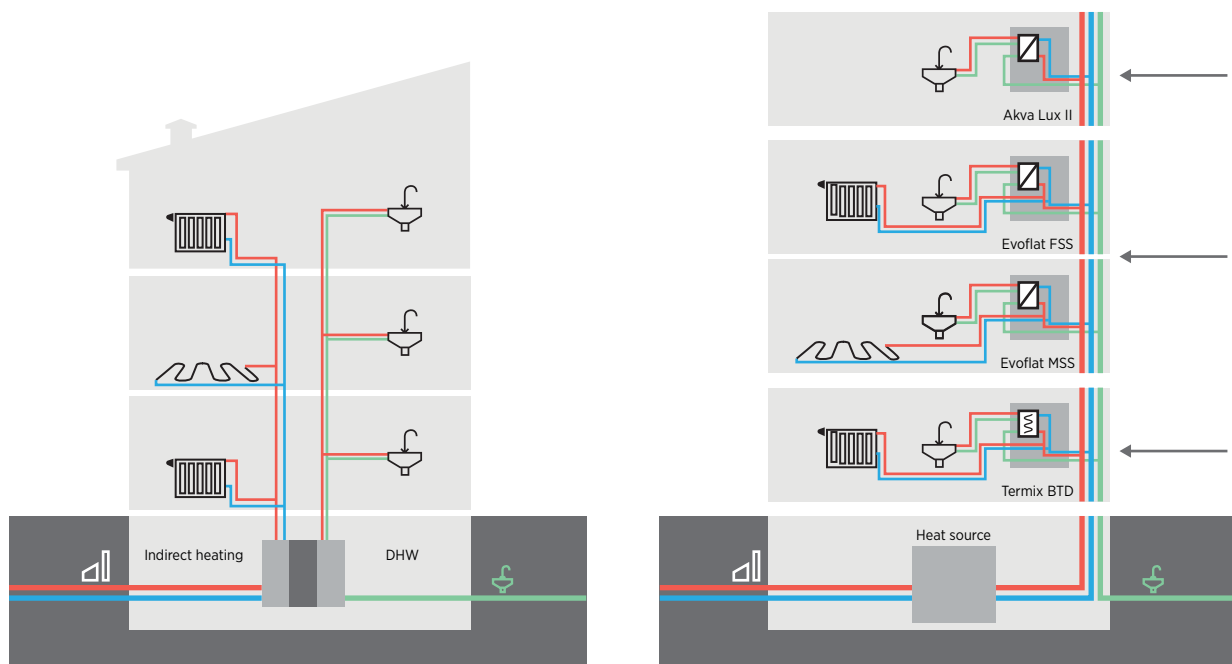 Indirect heating
DHW
Akva Lux II
Evoflat FSS
Evoflat MSS
Termix BTD
Heat source